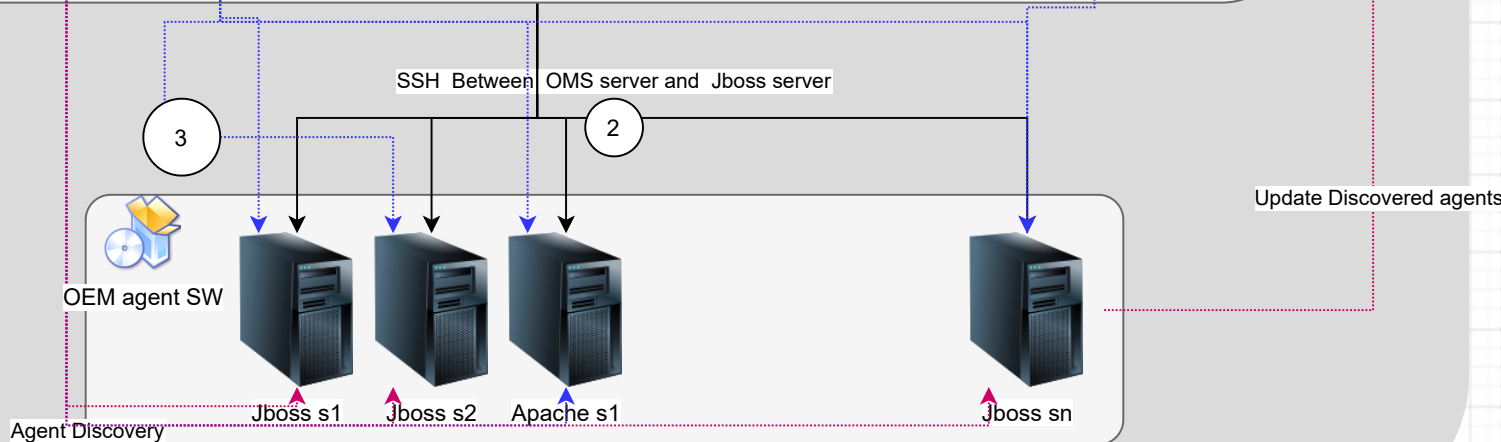 SSH  Between  OMS server and  Jboss server
3
2
Update Discovered agents
OEM agent SW
Jboss s1
Jboss s2
Apache s1
Jboss sn
Agent Discovery